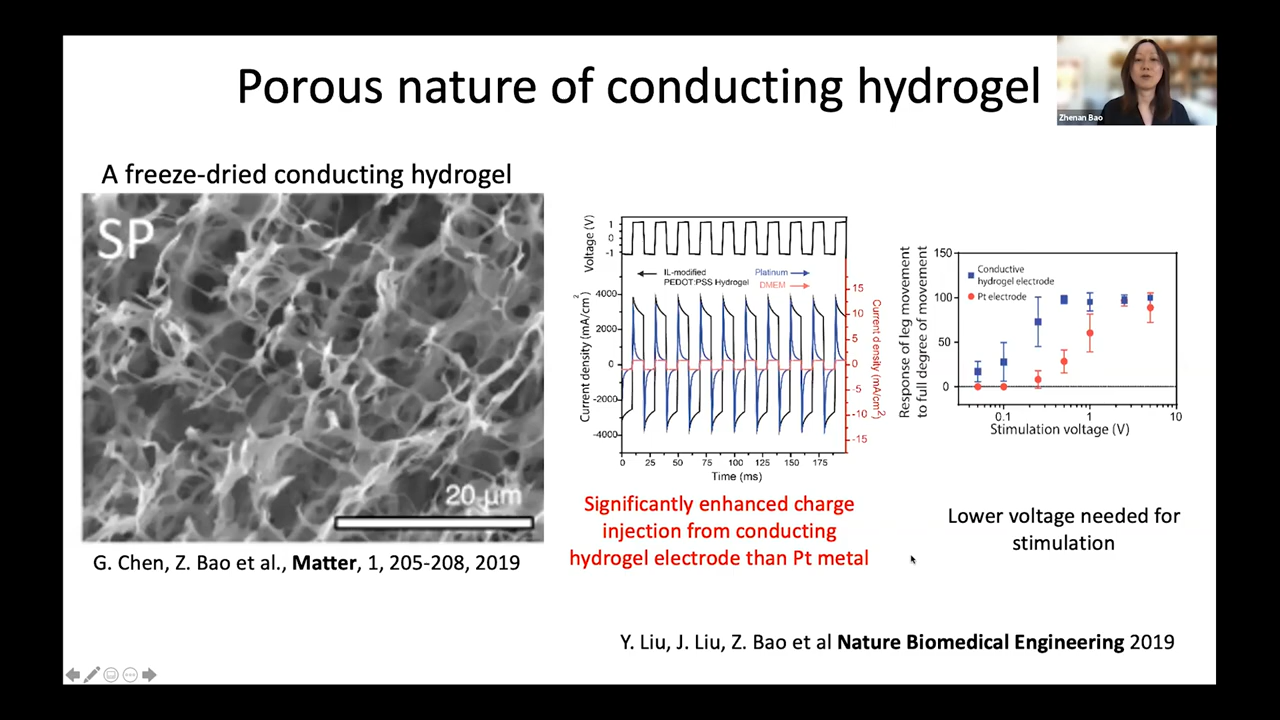 Porous nature of conducting hydrogel
Zhenan Bao
A freeze-dried conducting hydrogel
SP
20 µm
G. Chen, Z. Bao et al., Matter, 1, 205-208, 2019
Voltage (V)
1
0
-1
IL-modified
PEDOT:PSS Hydrogel
Platinum
DMEM
Current density (mA/cm²)
4000
2000
0
-2000
-4000
15
10
5
0
-5
-10
-15
Current density (mA/cm²)
0 25 50 75 100 125 150 175
Time (ms)
Significantly enhanced charge
injection from conducting
hydrogel electrode than Pt metal
Response of leg movement
to full degree of movement
150
100
50
0
Conductive
hydrogel electrode
Pt electrode
0.1 1 10
Stimulation voltage (V)
Lower voltage needed for
stimulation
Y. Liu, J. Liu, Z. Bao et al Nature Biomedical Engineering 2019